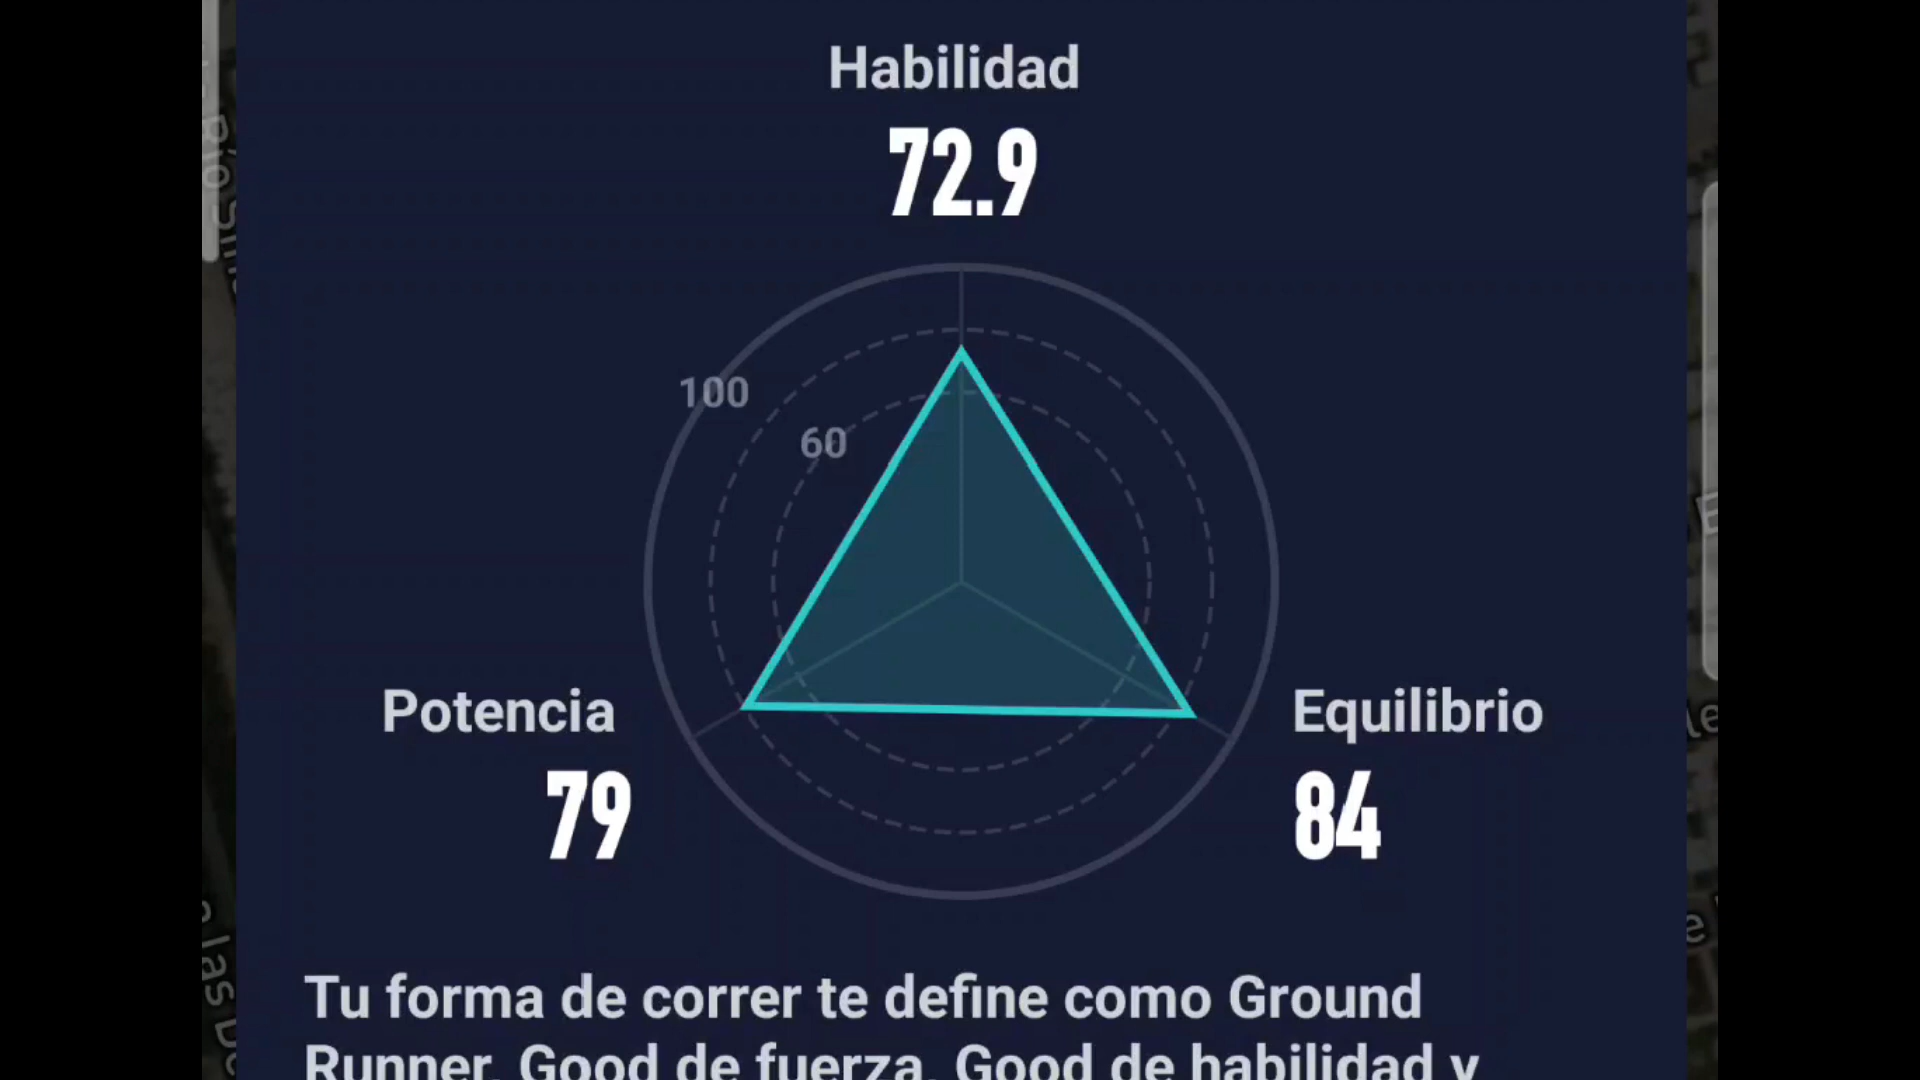 Habilidad
72.9
100
60
Potencia
79
Equilibrio
84
Tu forma de correr te define como Ground
Runner. Good de fuerza, Good de habilidad y